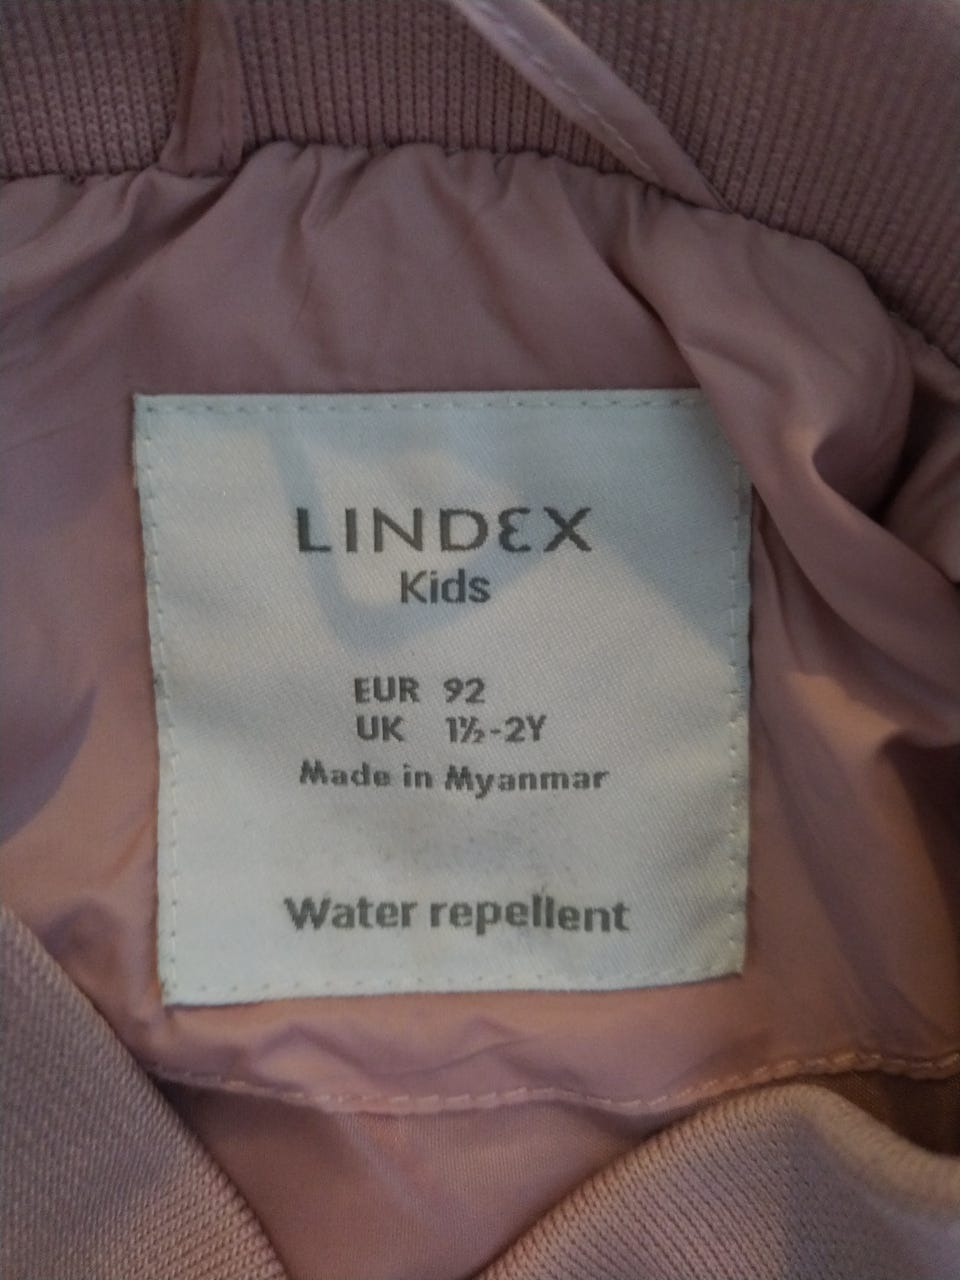 LINDEX
Kids
EUR 92
UK 1½-2Y
Made in Myanmar
Water repellent